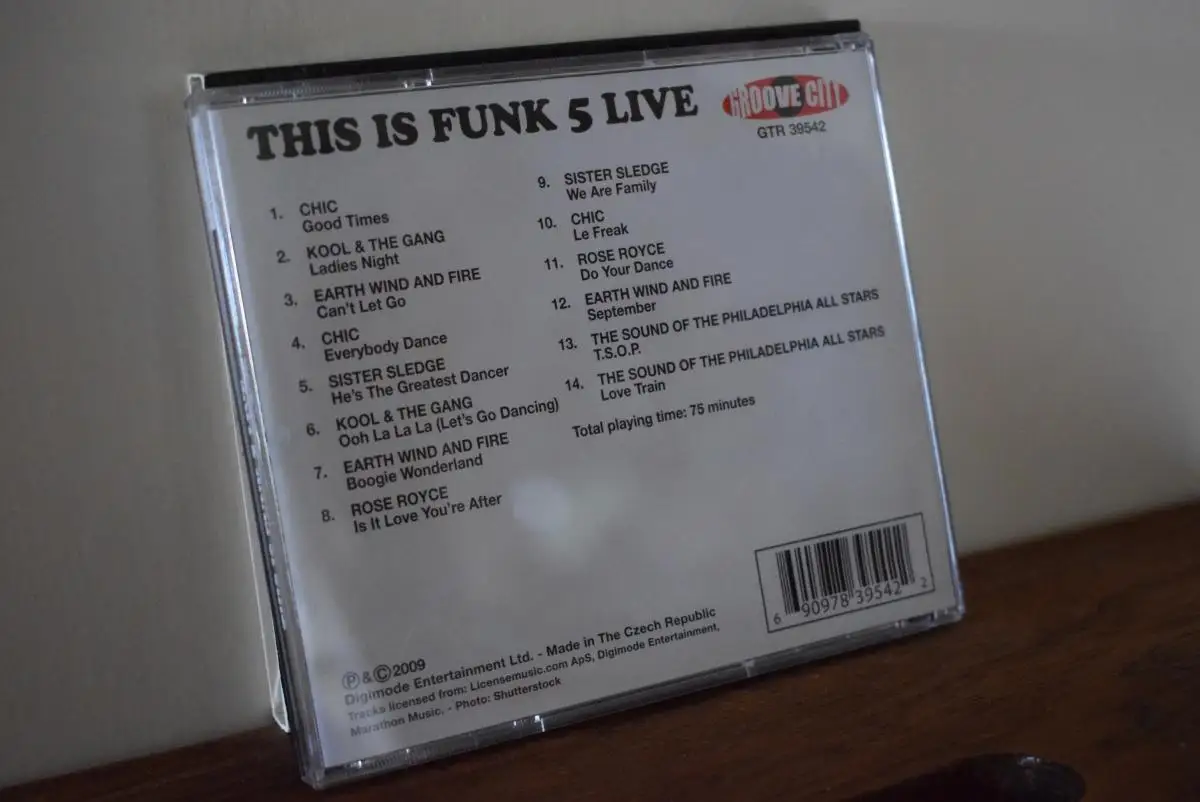 THIS IS FUNK 5 LIVE
GROOVE CITY
GTR 39542
1. CHIC
Good Times
2. KOOL & THE GANG
Ladies Night
3. EARTH WIND AND FIRE
Can't Let Go
4. CHIC
Everybody Dance
5. SISTER SLEDGE
He's The Greatest Dancer
6. KOOL & THE GANG
Ooh La La La (Let's Go Dancing)
7. EARTH WIND AND FIRE
Boogie Wonderland
8. ROSE ROYCE
Is It Love You're After
9. SISTER SLEDGE
We Are Family
10. CHIC
Le Freak
11. ROSE ROYCE
Do Your Dance
12. EARTH WIND AND FIRE
September
13. THE SOUND OF THE PHILADELPHIA ALL STARS
T.S.O.P.
14. THE SOUND OF THE PHILADELPHIA ALL STARS
Love Train
Total playing time: 75 minutes
6 90978 39542 2
℗ & © 2009
Digimode Entertainment Ltd. - Made in The Czech Republic
Tracks licensed from: Licensemusic.com ApS, Digimode Entertainment,
Marathon Music. - Photo: Shutterstock